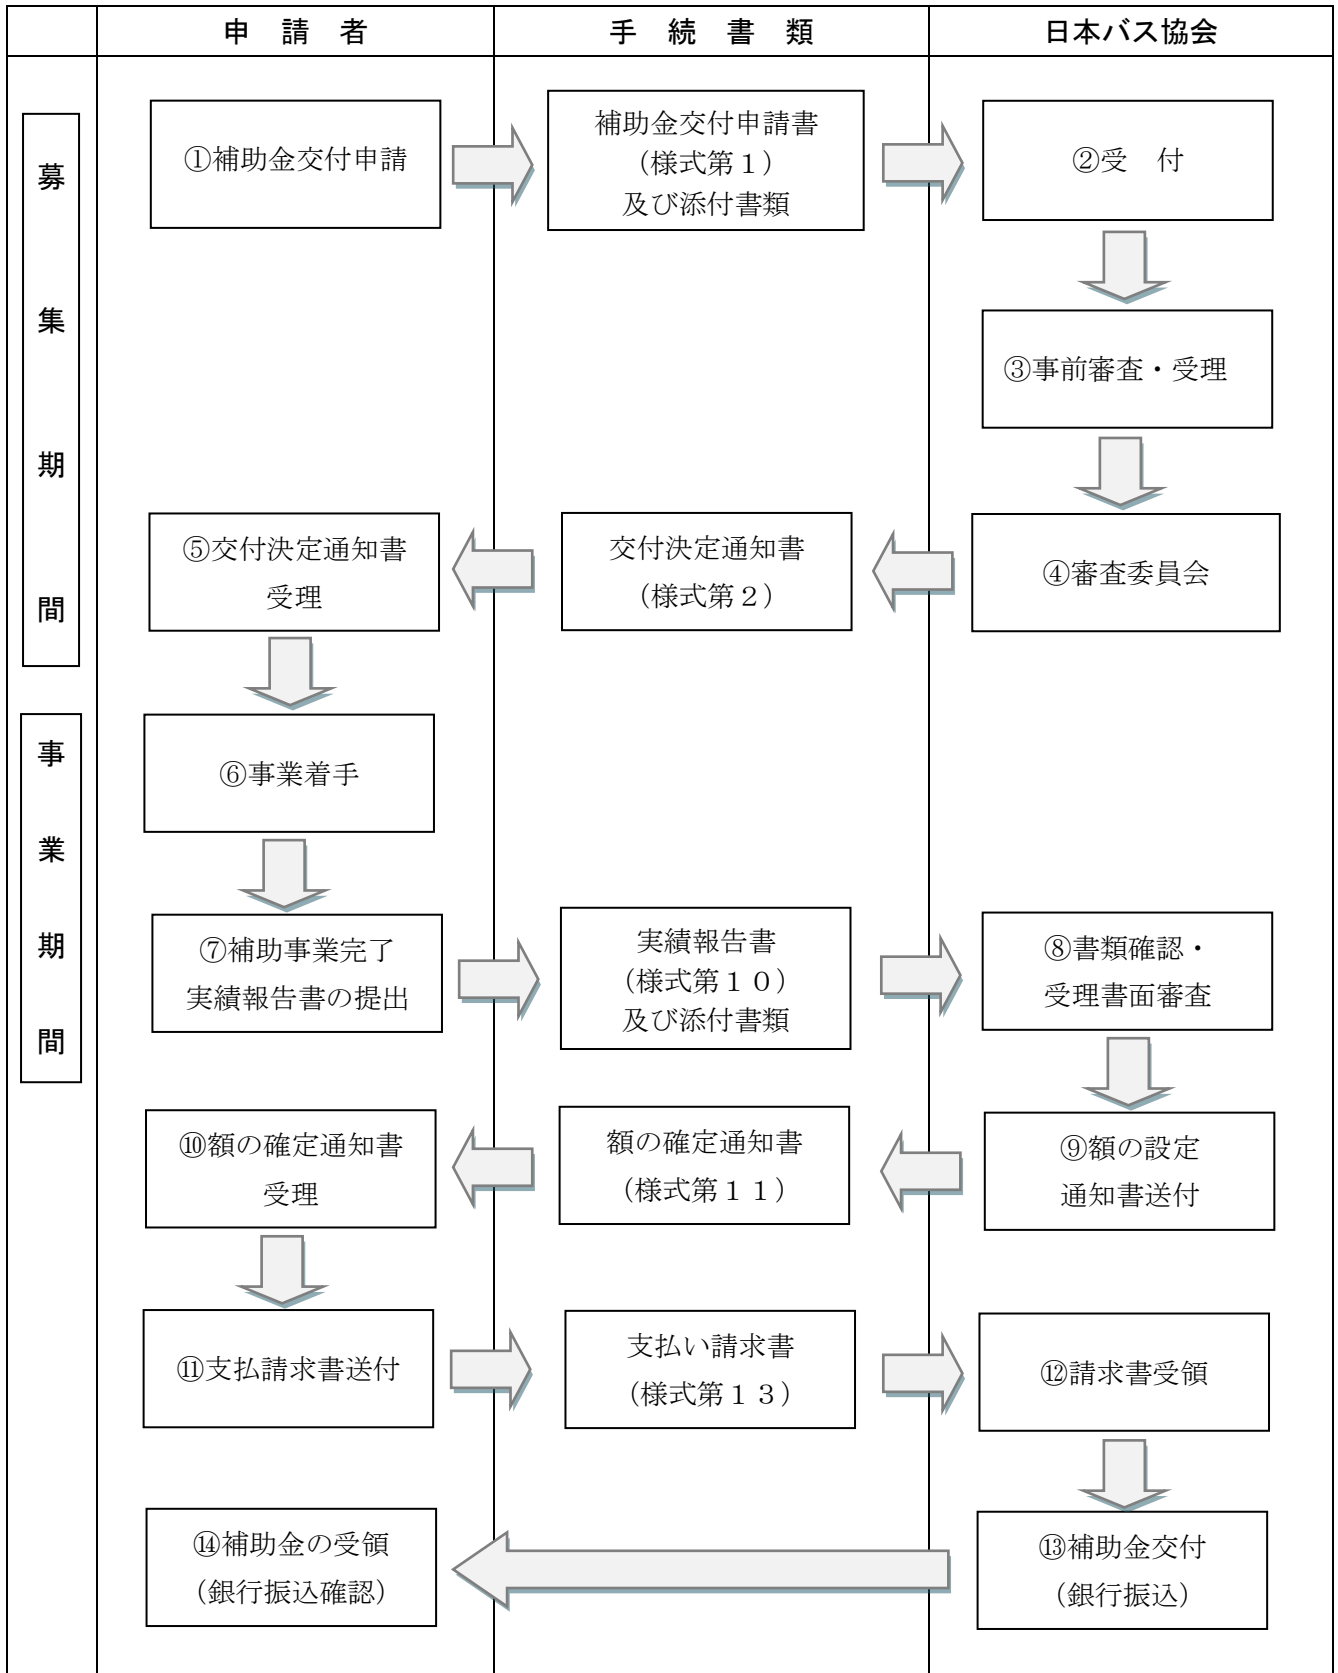 申　請　者
手　続　書　類
日本バス協会
募集期間
①補助金交付申請
補助金交付申請書
（様式第１）
及び添付書類
②受　付
③事前審査・受理
⑤交付決定通知書
受理
交付決定通知書
（様式第２）
④審査委員会
事業期間
⑥事業着手
⑦補助事業完了
実績報告書の提出
実績報告書
（様式第１０）
及び添付書類
⑧書類確認・
受理書面審査
⑩額の確定通知書
受理
額の確定通知書
（様式第１１）
⑨額の設定
通知書送付
⑪支払請求書送付
支払い請求書
（様式第１３）
⑫請求書受領
⑭補助金の受領
（銀行振込確認）
⑬補助金交付
（銀行振込）